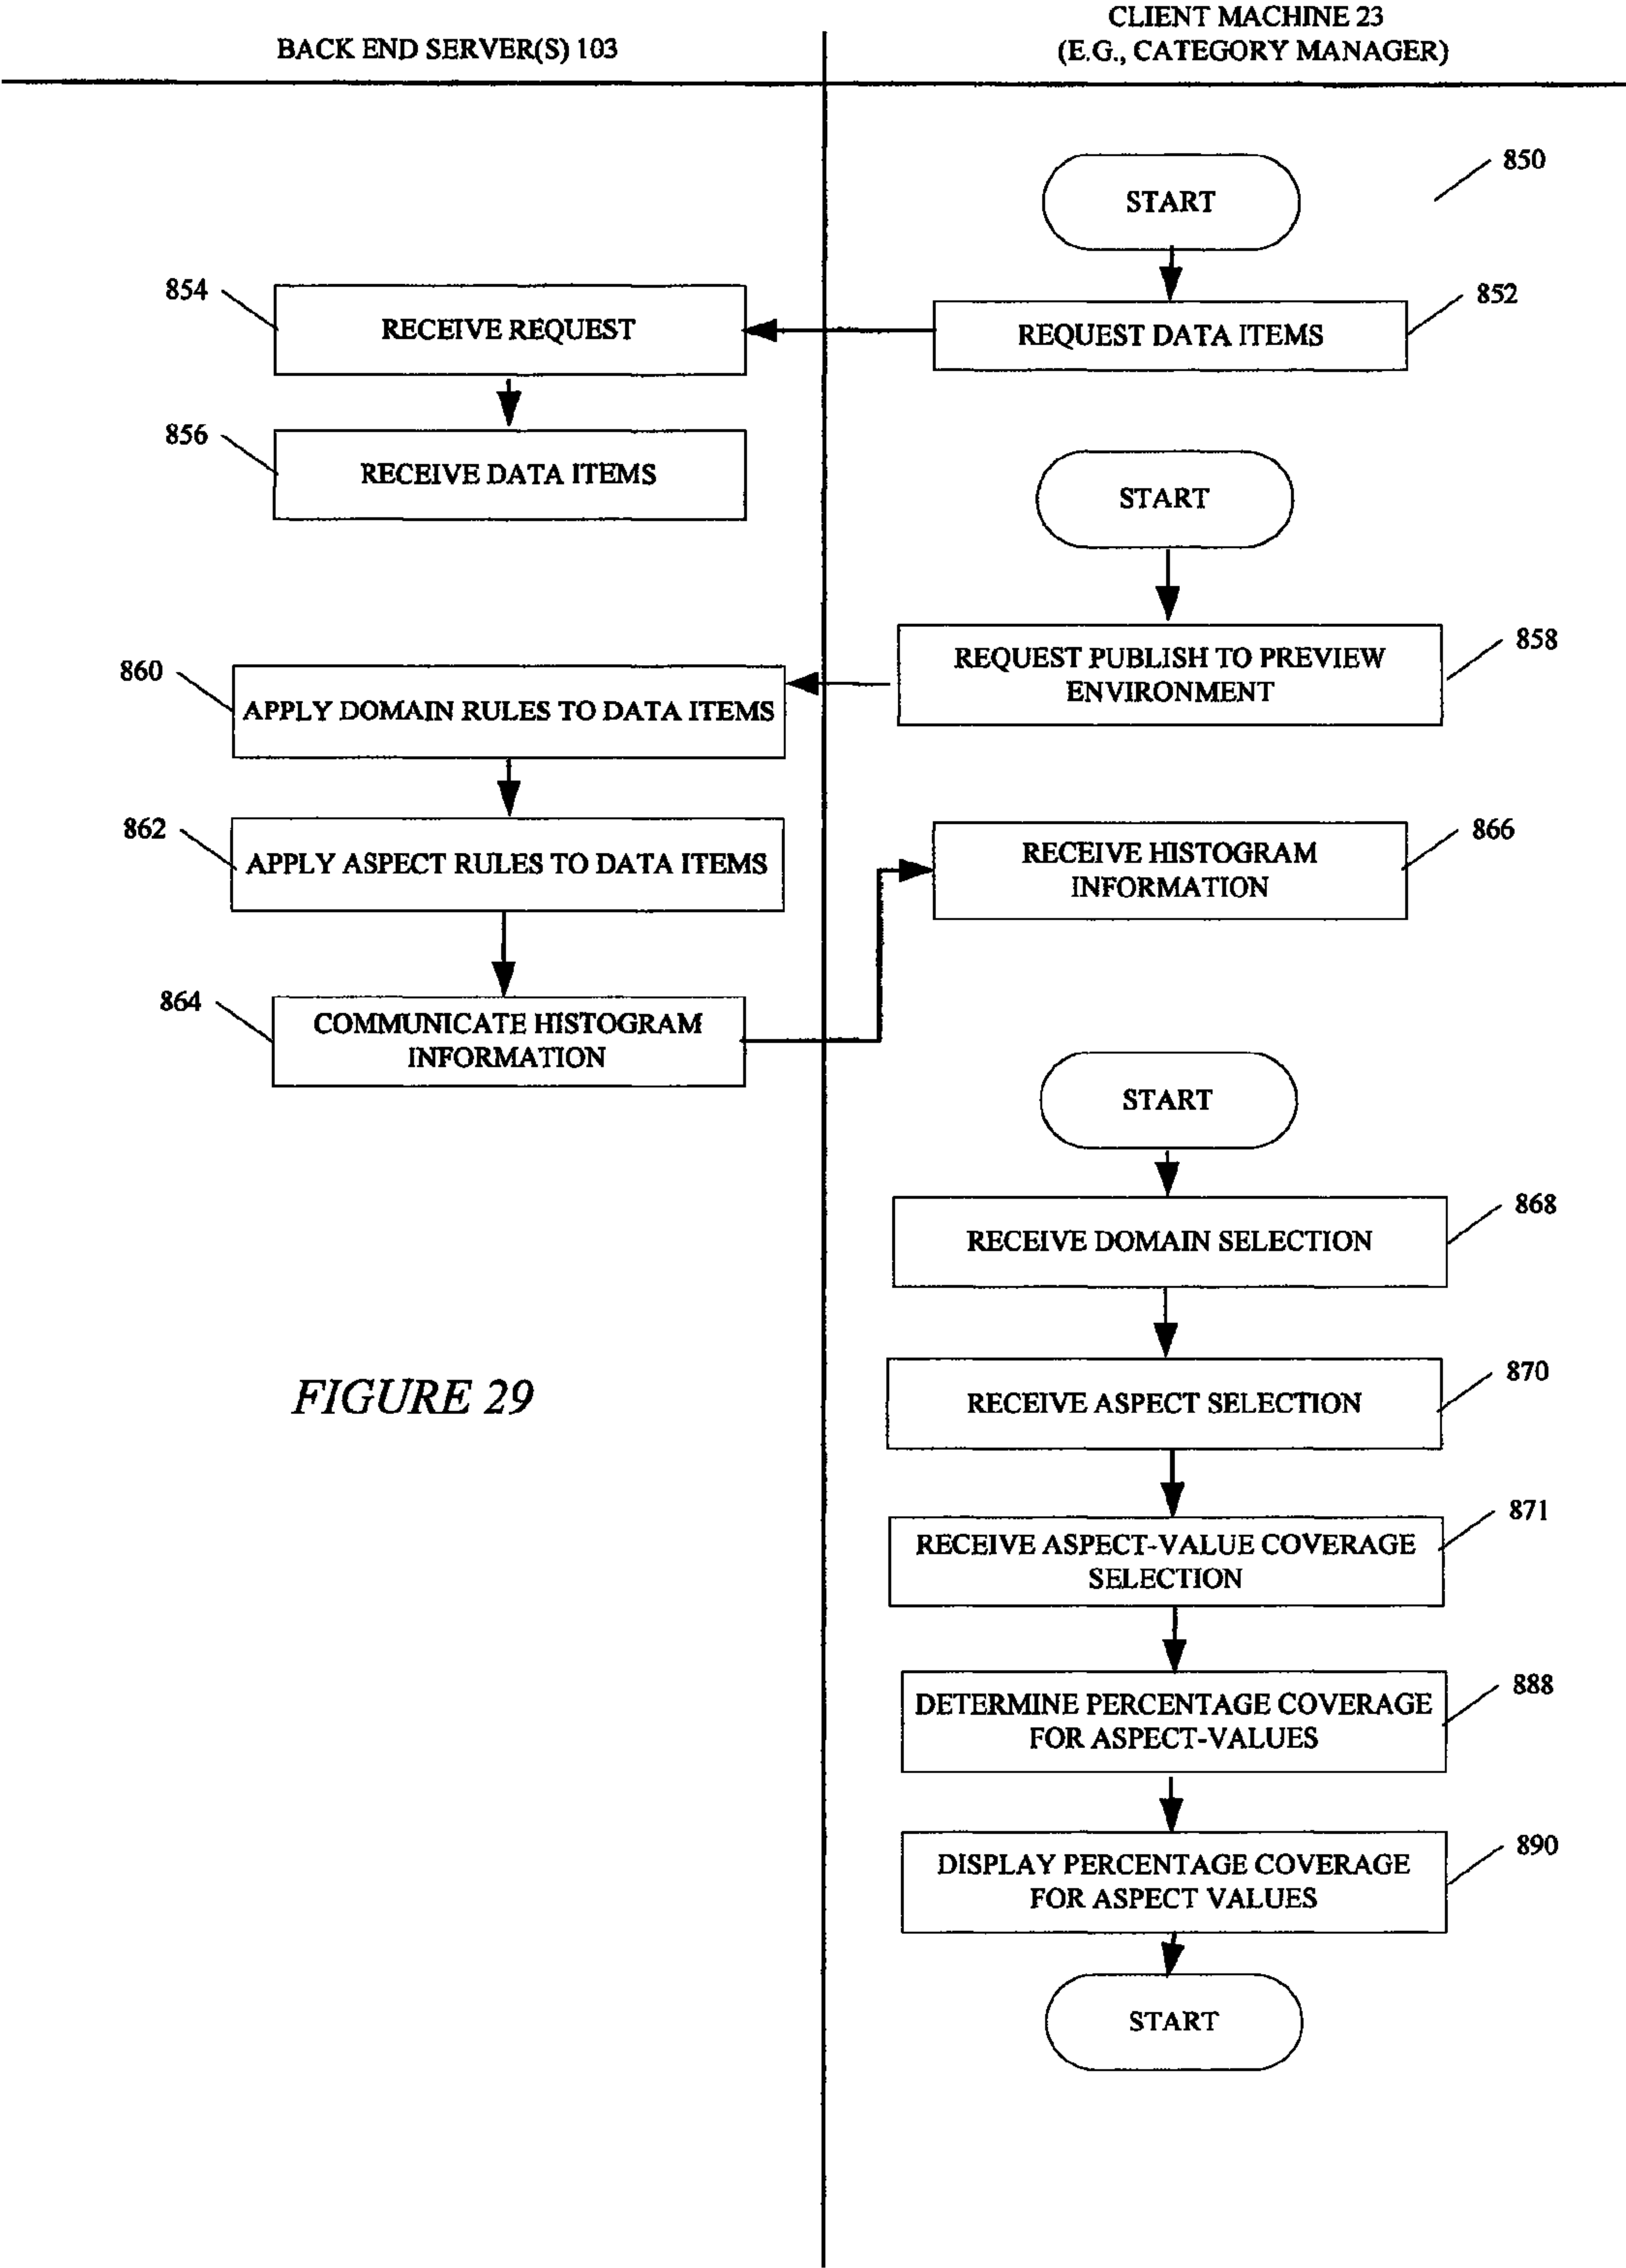 BACK END SERVER(S) 103
CLIENT MACHINE 23
(E.G., CATEGORY MANAGER)
START
850
854
RECEIVE REQUEST
REQUEST DATA ITEMS
852
856
RECEIVE DATA ITEMS
START
REQUEST PUBLISH TO PREVIEW
ENVIRONMENT
858
860
APPLY DOMAIN RULES TO DATA ITEMS
862
APPLY ASPECT RULES TO DATA ITEMS
RECEIVE HISTOGRAM
INFORMATION
866
864
COMMUNICATE HISTOGRAM
INFORMATION
START
RECEIVE DOMAIN SELECTION
868
FIGURE 29
RECEIVE ASPECT SELECTION
870
RECEIVE ASPECT-VALUE COVERAGE
SELECTION
871
DETERMINE PERCENTAGE COVERAGE
FOR ASPECT-VALUES
888
DISPLAY PERCENTAGE COVERAGE
FOR ASPECT VALUES
890
START